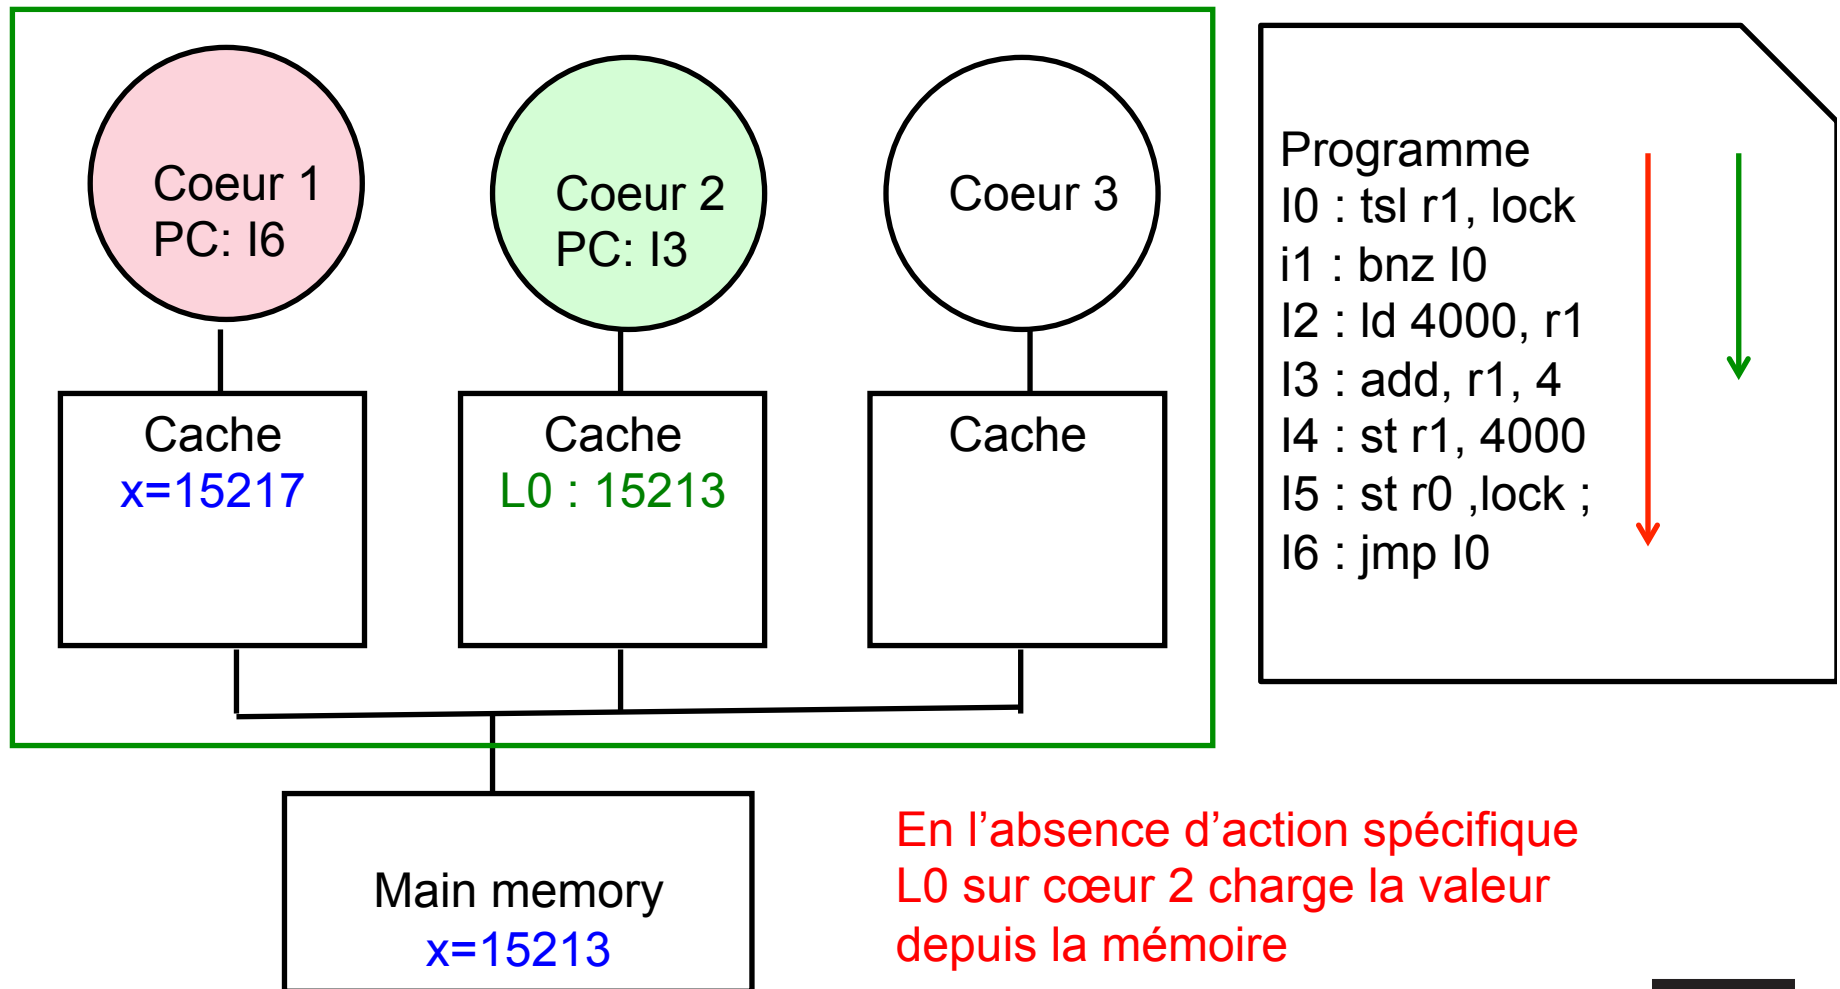 Coeur 1
PC: I6
Coeur 2
PC: I3
Coeur 3
Cache
x=15217
Cache
L0 : 15213
Cache
Main memory
x=15213
Programme
I0 : tsl r1, lock
i1 : bnz I0
I2 : ld 4000, r1
I3 : add, r1, 4
I4 : st r1, 4000
I5 : st r0 ,lock ;
I6 : jmp I0
En l’absence d’action spécifique
L0 sur cœur 2 charge la valeur
depuis la mémoire